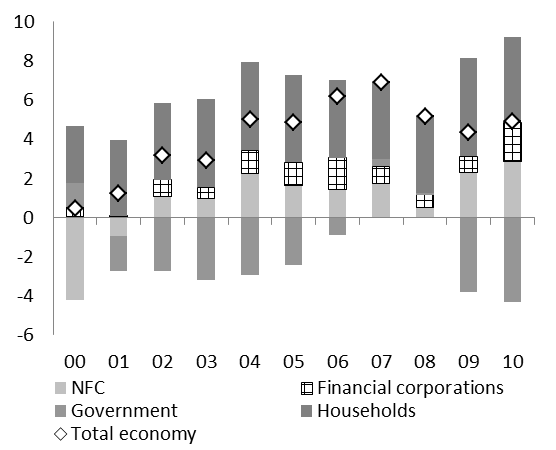 10
8
6
4
2
0
-2
-4
-6
00 01 02 03 04 05 06 07 08 09 10
NFC Financial corporations
Government Households
Total economy